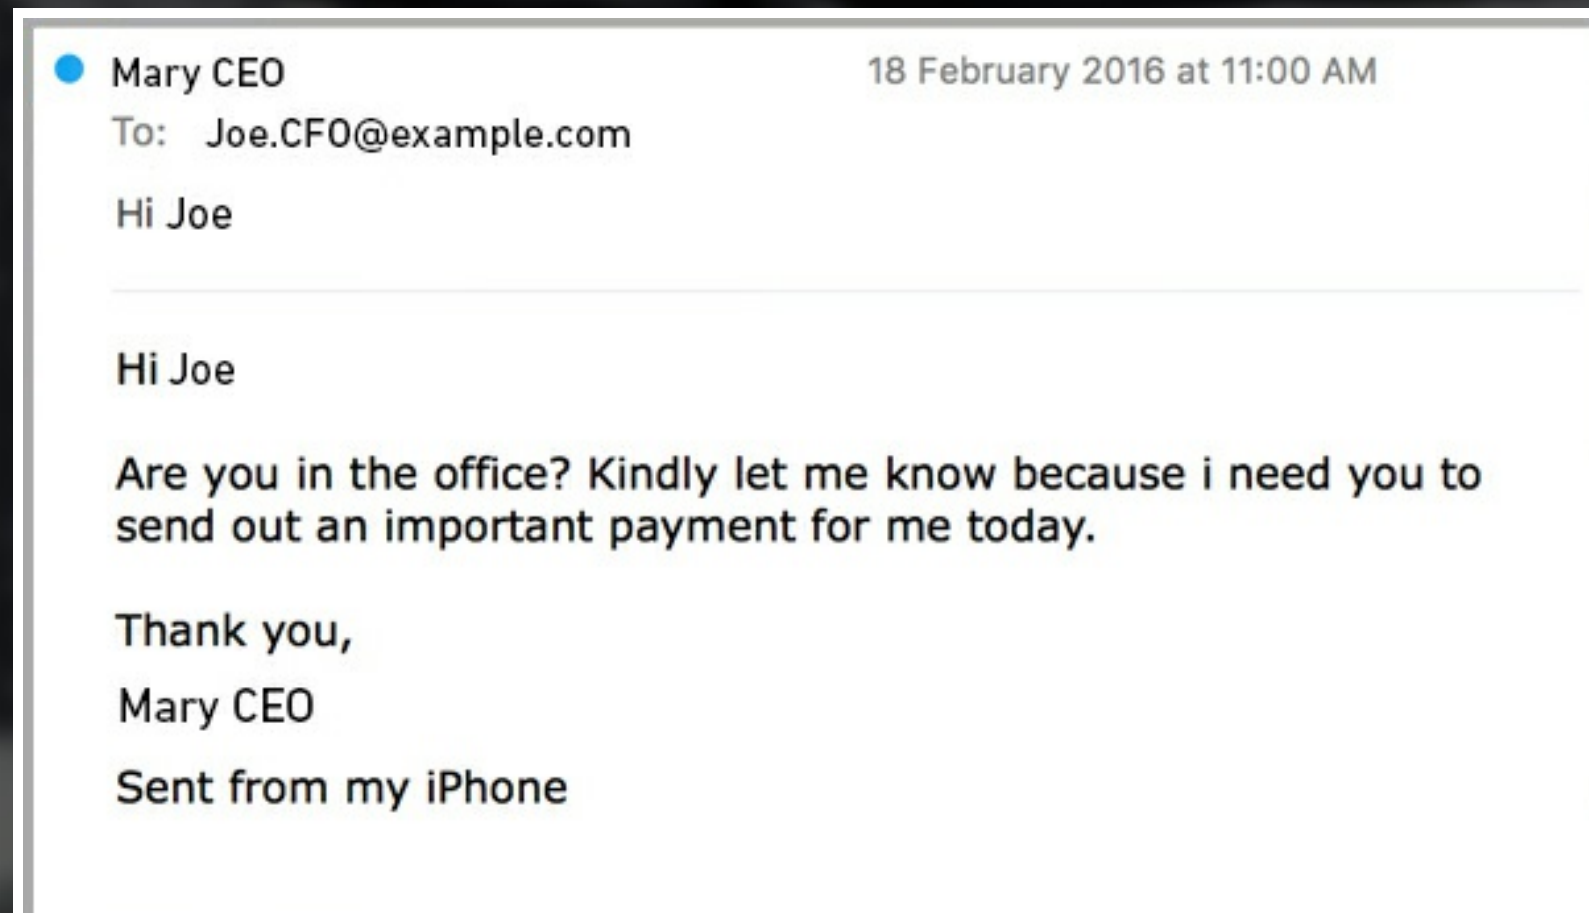 Mary CEO 18 February 2016 at 11:00 AM
To: Joe.CFO@example.com
Hi Joe
Hi Joe
Are you in the office? Kindly let me know because i need you to
send out an important payment for me today.
Thank you,
Mary CEO
Sent from my iPhone